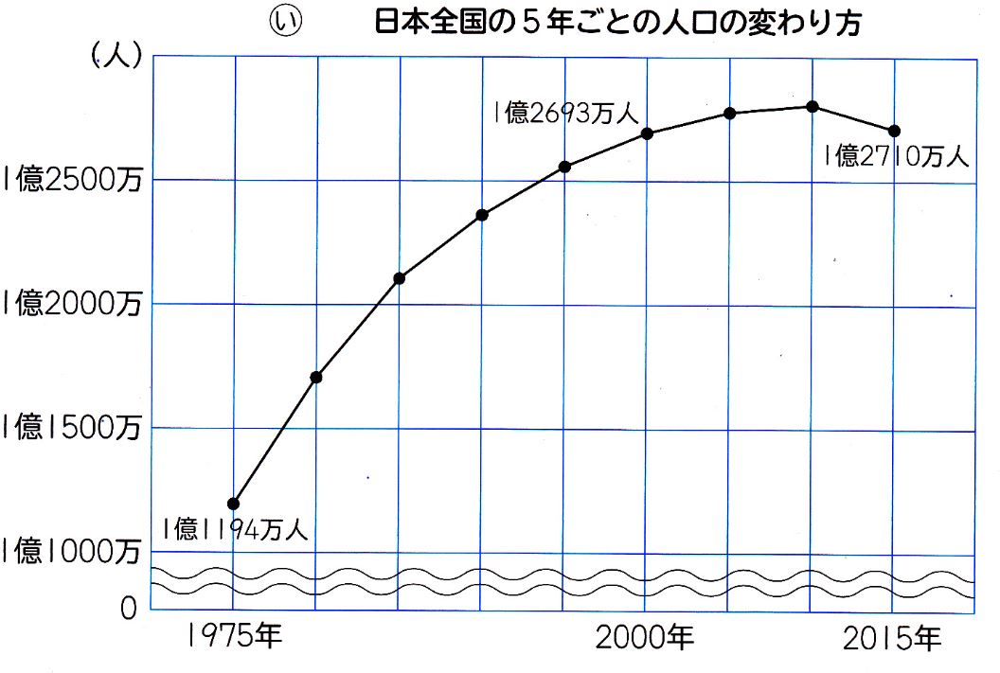 い 日本全国の5年ごとの人口の変わり方
(人)
1億2693万人
1億2710万人
1億2500万
1億2000万
1億1500万
1億1194万人
1億1000万
0
1975年 2000年 2015年